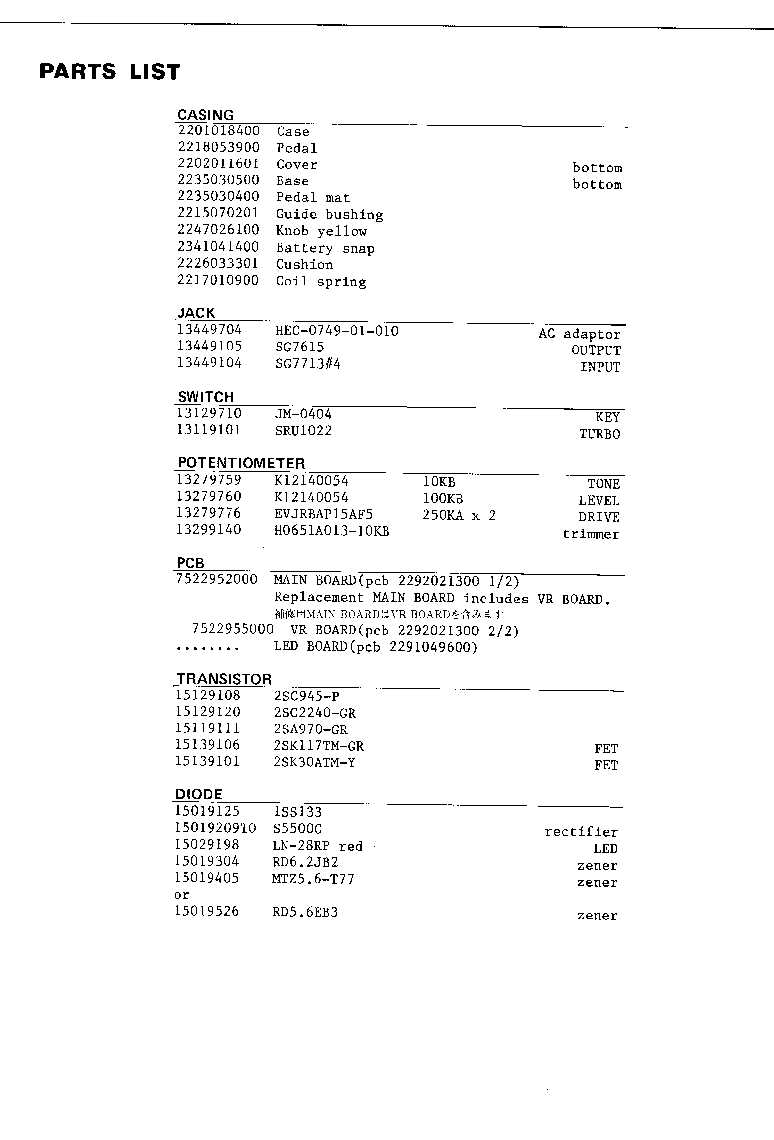 PARTS LIST
CASING
2201018400 Case
2218053900 Pedal
2202011601 Cover bottom
2235030500 Base bottom
2235030400 Pedal mat
2215070201 Guide bushing
2247026100 Knob yellow
2341041400 Battery snap
2226033301 Cushion
2217010900 Coil spring
JACK
13449704 HEC-0749-01-010 AC adaptor
13449105 SG7615 OUTPUT
13449104 SG7713#4 INPUT
SWITCH
13129710 JM-0404 KEY
13119101 SRU1022 TURBO
POTENTIOMETER
13279759 K12140054 10KB TONE
13279760 K12140054 100KB LEVEL
13279776 EVJRBAP15AF5 250KA x 2 DRIVE
13299140 H0651A013-10KB trimmer
PCB
7522952000 MAIN BOARD(pcb 2292021300 1/2)
Replacement MAIN BOARD includes VR BOARD.
補修用MAIN BOARDはVR BOARDを含みます
7522955000 VR BOARD(pcb 2292021300 2/2)
........ LED BOARD(pcb 2291049600)
TRANSISTOR
15129108 2SC945-P
15129120 2SC2240-GR
15119111 2SA970-GR
15139106 2SK117TM-GR FET
15139101 2SK30ATM-Y FET
DIODE
15019125 1SS133
1501920910 S5500G rectifier
15029198 LN-28RP red LED
15019304 RD6.2JB2 zener
15019405 MTZ5.6-T77 zener
or
15019526 RD5.6EB3 zener